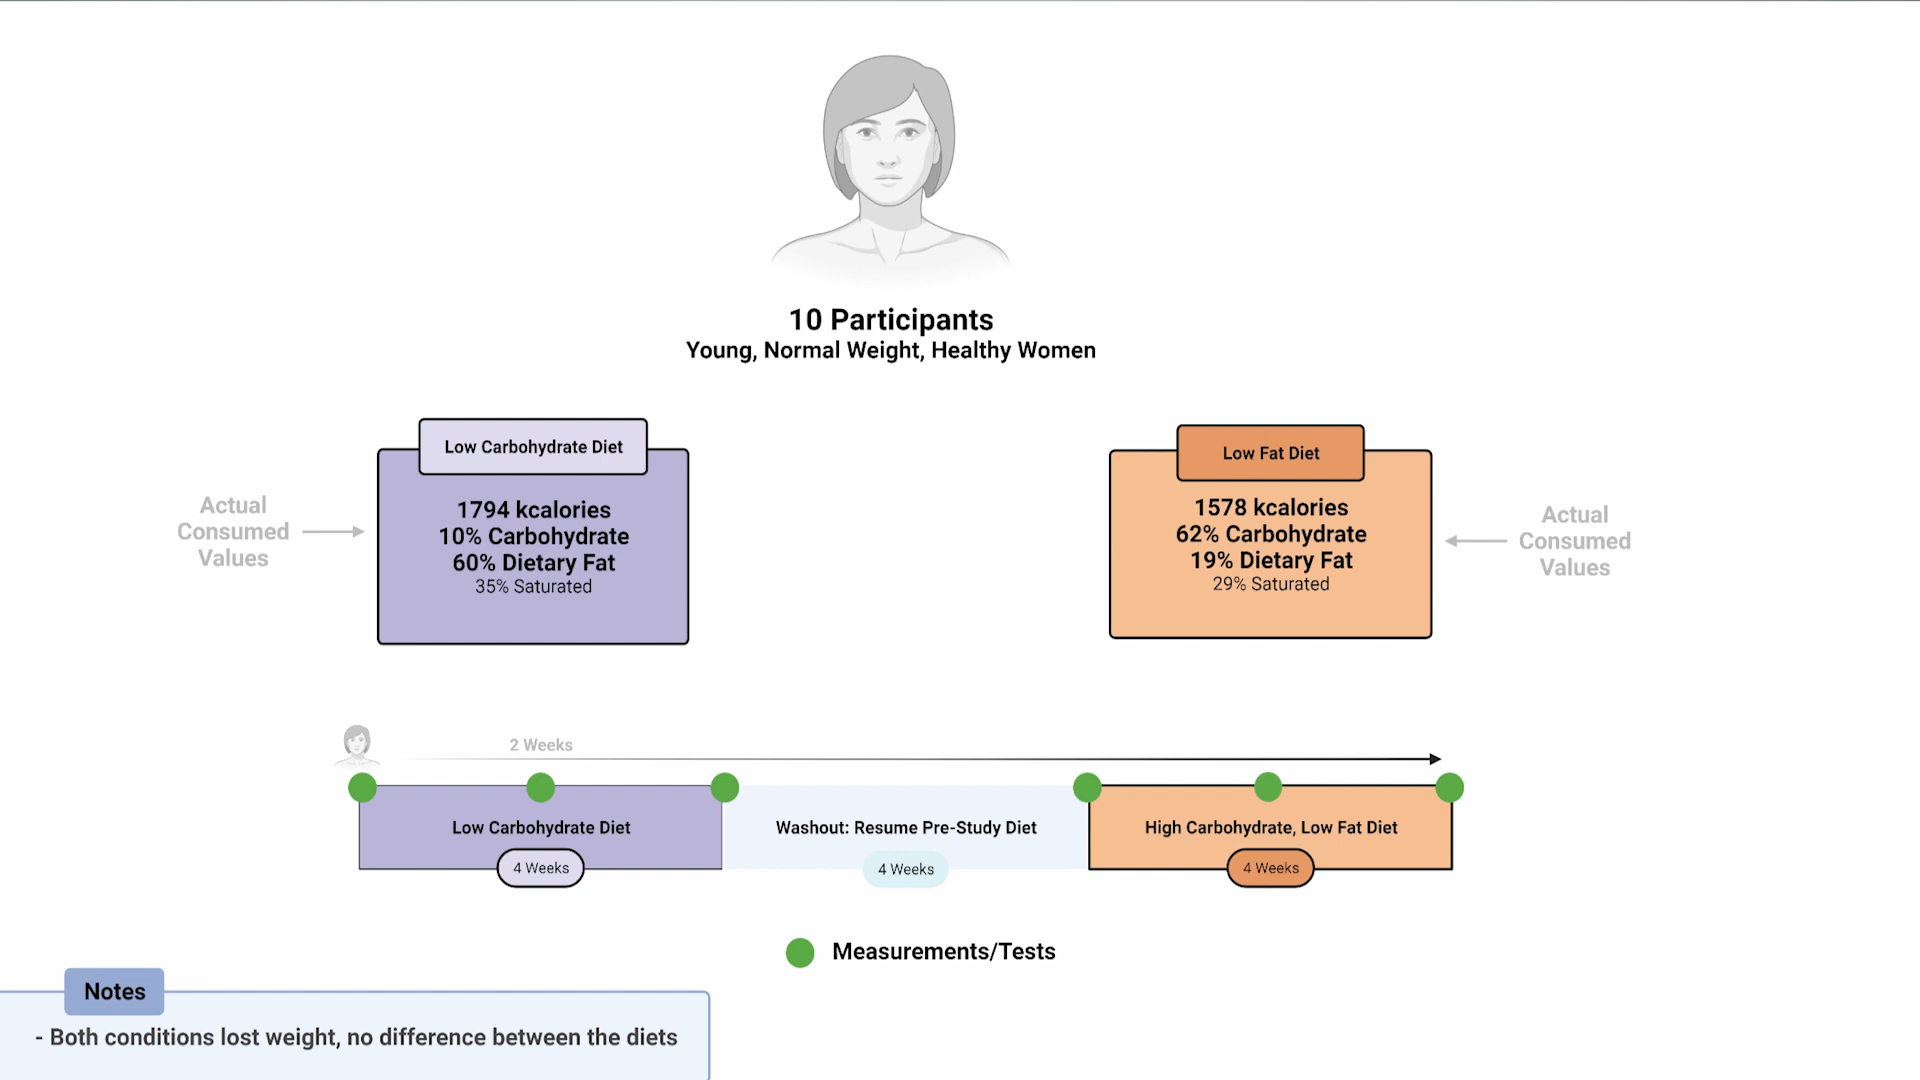 10 Participants
Young, Normal Weight, Healthy Women
Low Carbohydrate Diet
1794 kcalories
10% Carbohydrate
60% Dietary Fat
35% Saturated
Actual
Consumed
Values
Low Fat Diet
1578 kcalories
62% Carbohydrate
19% Dietary Fat
29% Saturated
Actual
Consumed
Values
2 Weeks
Low Carbohydrate Diet
4 Weeks
Washout: Resume Pre-Study Diet
4 Weeks
High Carbohydrate, Low Fat Diet
4 Weeks
Measurements/Tests
Notes
- Both conditions lost weight, no difference between the diets